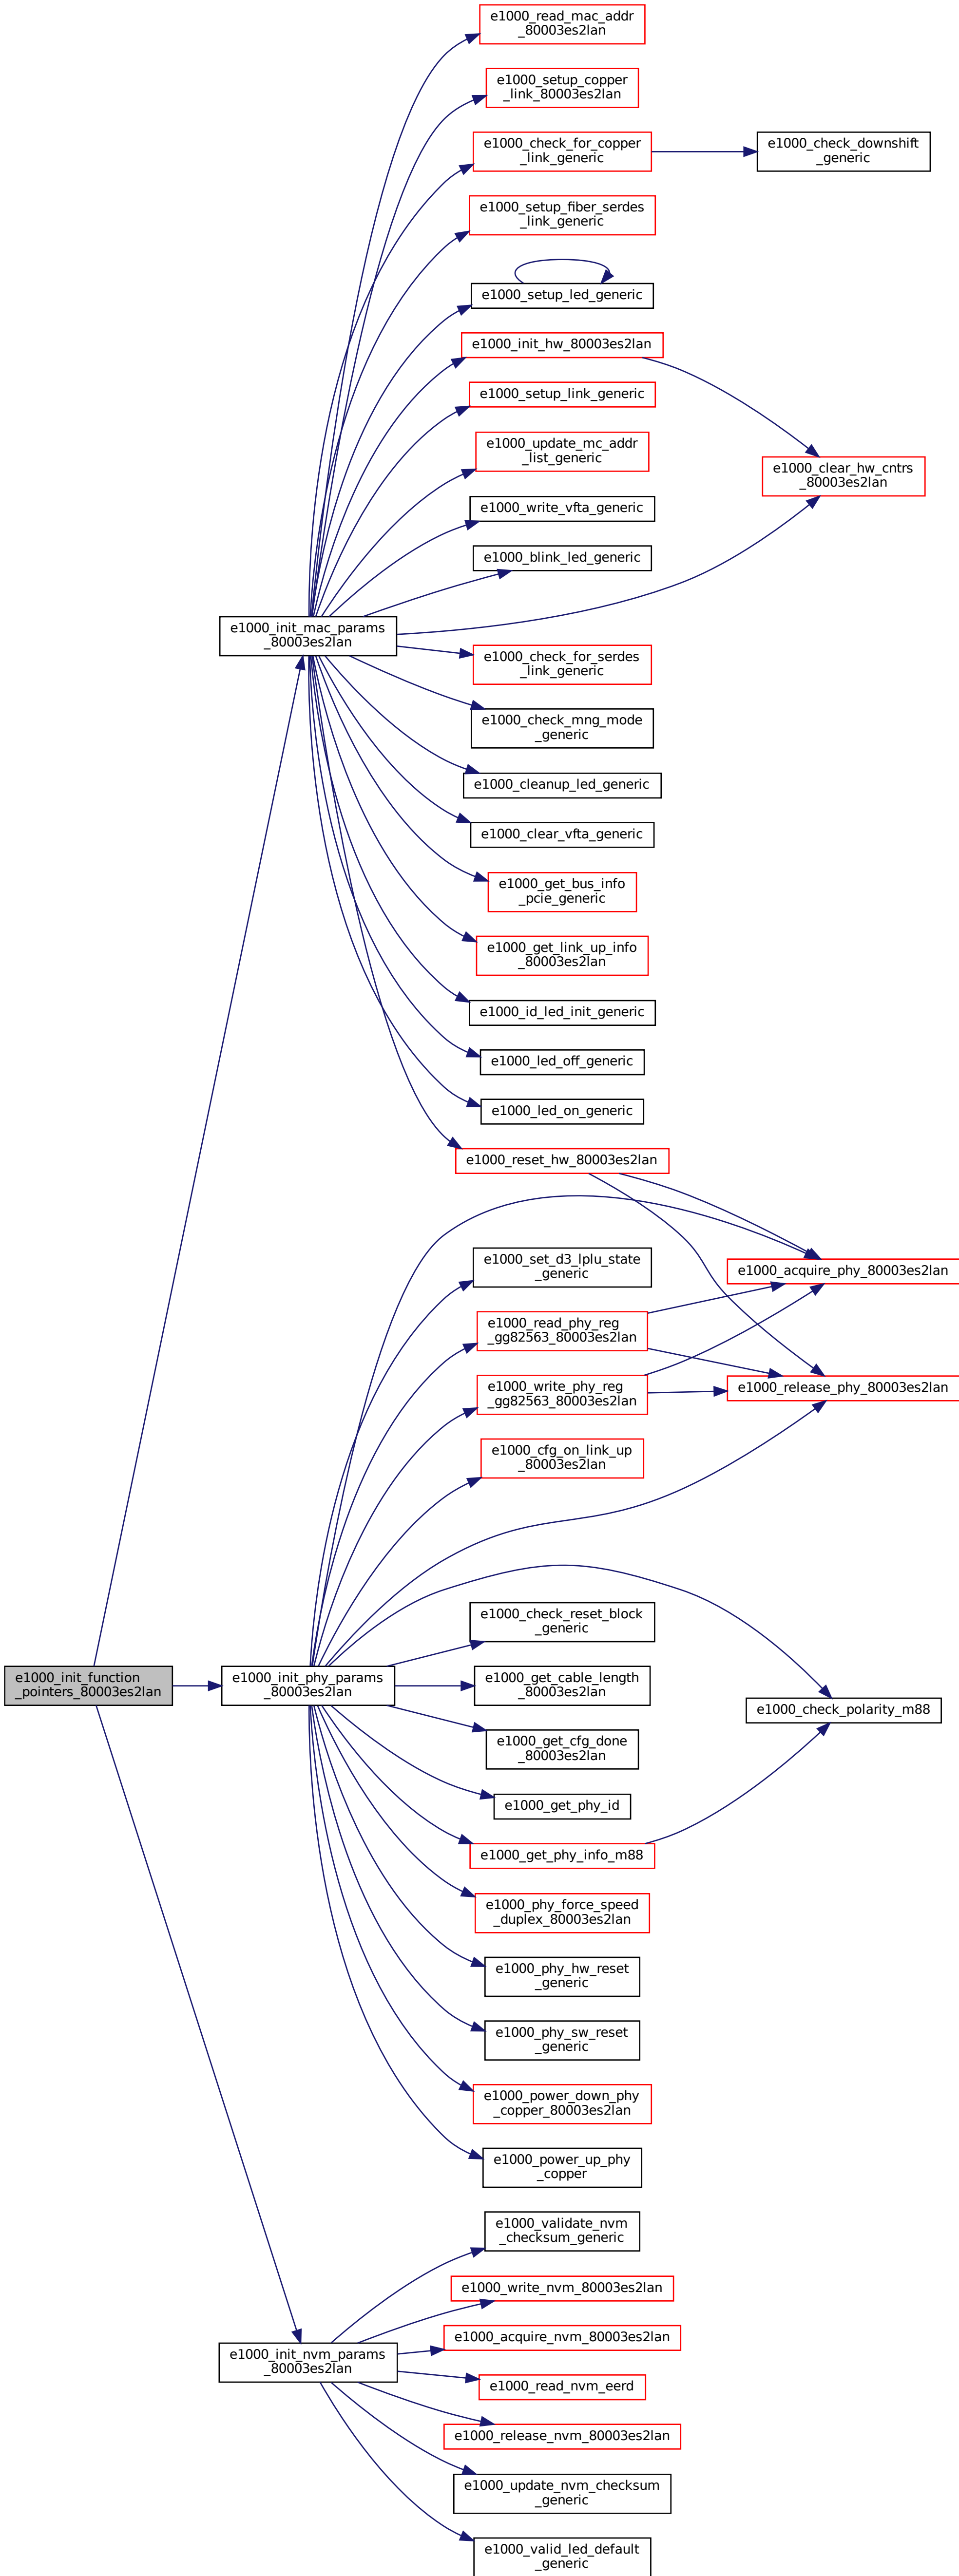 e1000_read_mac_addr
_80003es2lan
e1000_setup_copper
_link_80003es2lan
e1000_check_for_copper
_link_generic
e1000_check_downshift
_generic
e1000_setup_fiber_serdes
_link_generic
e1000_setup_led_generic
e1000_init_hw_80003es2lan
e1000_setup_link_generic
e1000_update_mc_addr
_list_generic
e1000_clear_hw_cntrs
_80003es2lan
e1000_write_vfta_generic
e1000_blink_led_generic
e1000_init_mac_params
_80003es2lan
e1000_check_for_serdes
_link_generic
e1000_check_mng_mode
_generic
e1000_cleanup_led_generic
e1000_clear_vfta_generic
e1000_get_bus_info
_pcie_generic
e1000_get_link_up_info
_80003es2lan
e1000_id_led_init_generic
e1000_led_off_generic
e1000_led_on_generic
e1000_reset_hw_80003es2lan
e1000_set_d3_lplu_state
_generic
e1000_acquire_phy_80003es2lan
e1000_read_phy_reg
_gg82563_80003es2lan
e1000_write_phy_reg
_gg82563_80003es2lan
e1000_release_phy_80003es2lan
e1000_cfg_on_link_up
_80003es2lan
e1000_check_reset_block
_generic
e1000_init_function
_pointers_80003es2lan
e1000_init_phy_params
_80003es2lan
e1000_get_cable_length
_80003es2lan
e1000_check_polarity_m88
e1000_get_cfg_done
_80003es2lan
e1000_get_phy_id
e1000_get_phy_info_m88
e1000_phy_force_speed
_duplex_80003es2lan
e1000_phy_hw_reset
_generic
e1000_phy_sw_reset
_generic
e1000_power_down_phy
_copper_80003es2lan
e1000_power_up_phy
_copper
e1000_validate_nvm
_checksum_generic
e1000_write_nvm_80003es2lan
e1000_acquire_nvm_80003es2lan
e1000_init_nvm_params
_80003es2lan
e1000_read_nvm_eerd
e1000_release_nvm_80003es2lan
e1000_update_nvm_checksum
_generic
e1000_valid_led_default
_generic